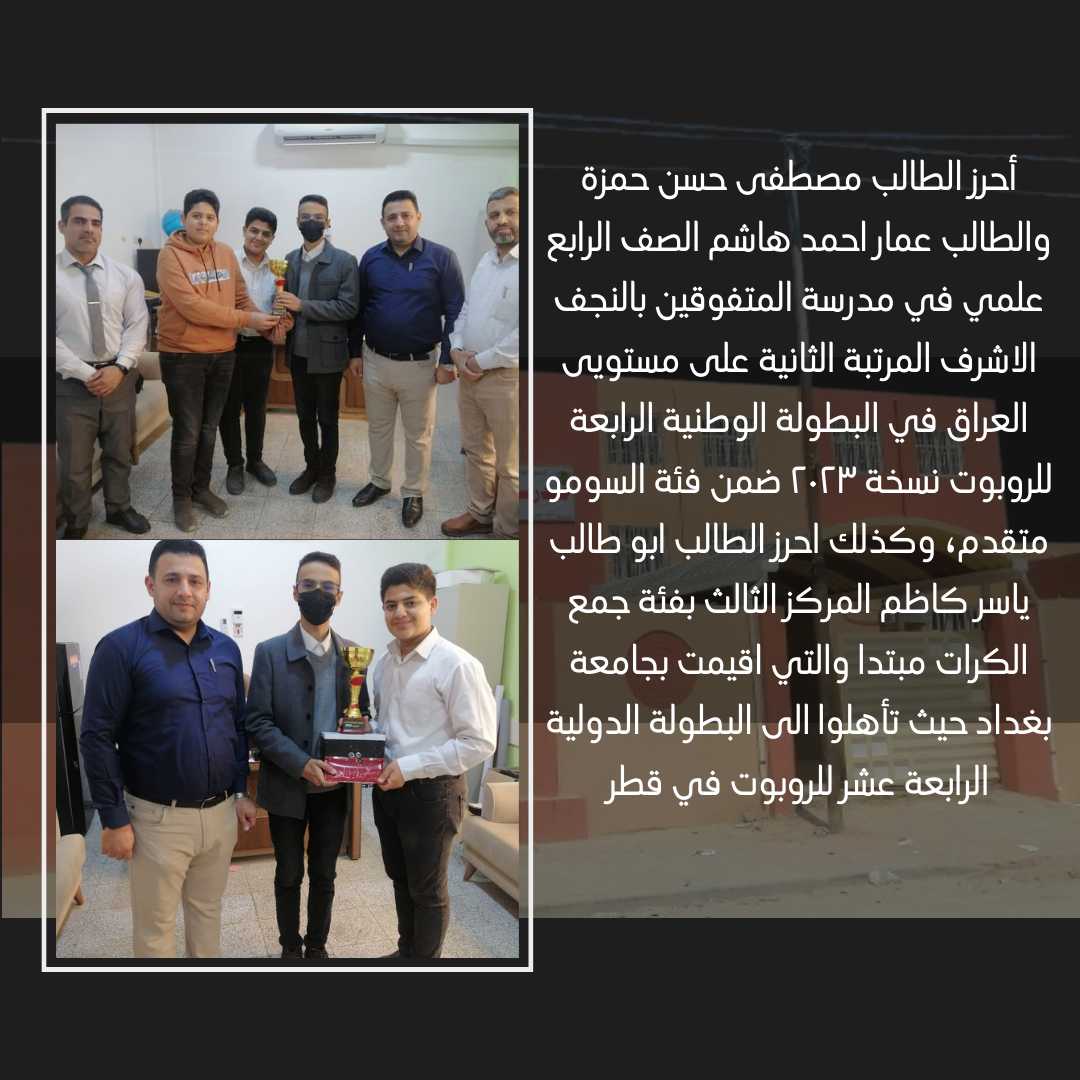 أحرز الطالب مصطفى حسن حمزة
والطالب عمار احمد هاشم الصف الرابع
علمي في مدرسة المتفوقين بالنجف
الاشرف المرتبة الثانية على مستويى
العراق في البطولة الوطنية الرابعة
للروبوت نسخة ٢٠٢٣ ضمن فئة السومو
متقدم، وكذلك احرز الطالب ابو طالب
ياسر كاظم المركز الثالث بفئة جمع
الكرات مبتدا والتي اقيمت بجامعة
بغداد حيث تأهلوا الى البطولة الدولية
الرابعة عشر للروبوت في قطر